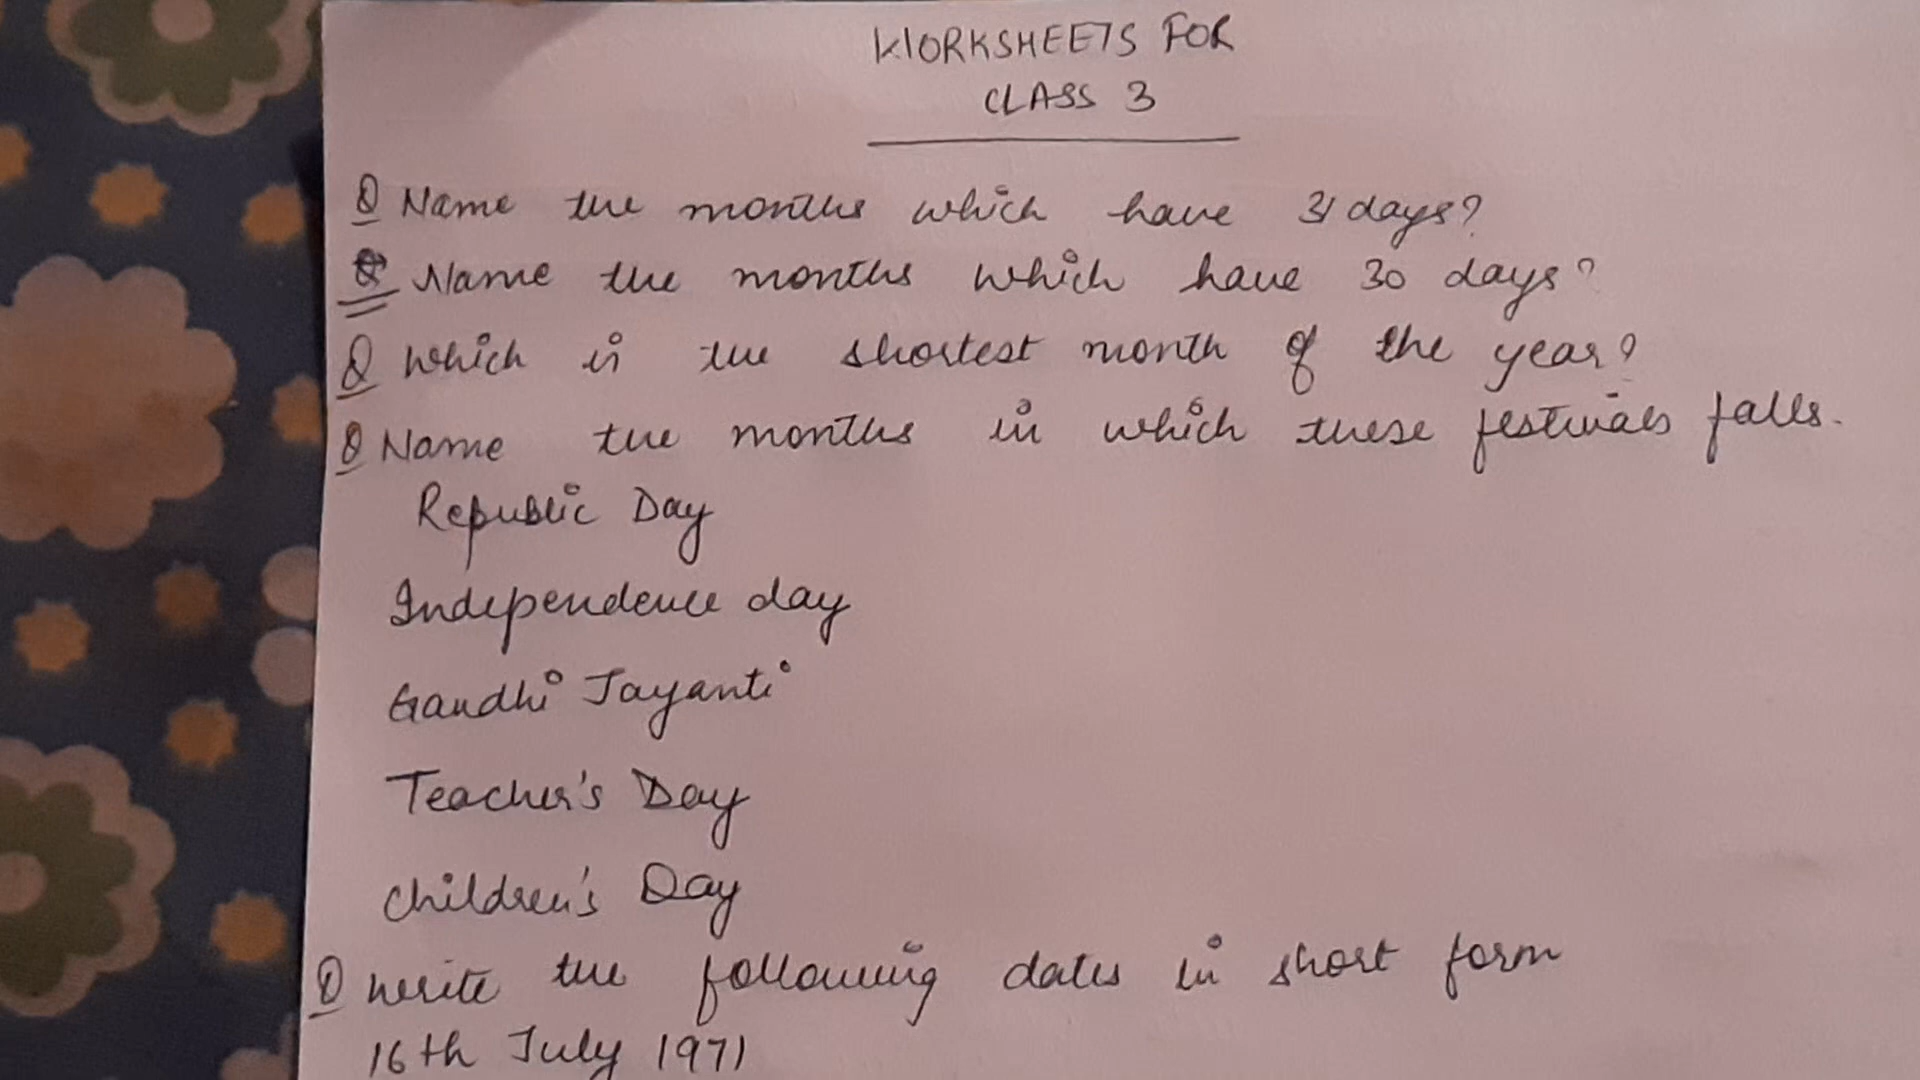 WORKSHEETS FOR
CLASS 3
Q Name the months which have 31 days?
Q Name the months which have 30 days?
Q Which is the shortest month of the year?
Q Name the months in which these festivals falls.
Republic Day
Independence day
Gandhi Jayanti
Teacher's Day
Children's Day
Q Write the following dates in short form
16th July 1971